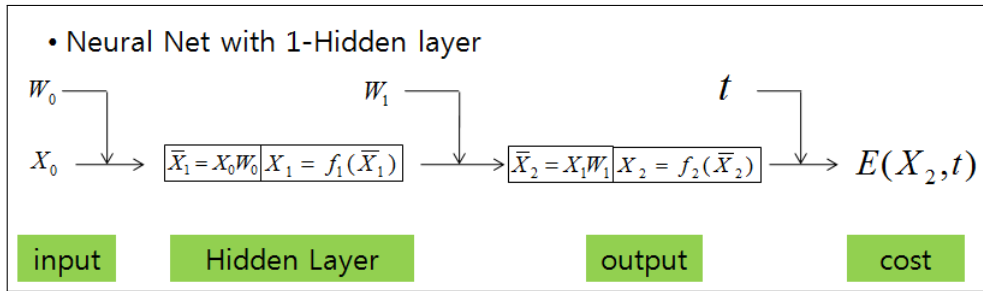 • Neural Net with 1-Hidden layer
W₀ W₁ t
X₀ X̅₁ = X₀W₀ X₁ = f₁(X̅₁) X̅₂ = X₁W₁ X₂ = f₂(X̅₂) E(X₂,t)
input Hidden Layer output cost